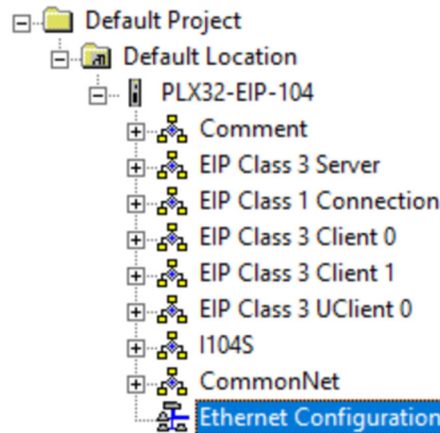 Default Project
Default Location
PLX32-EIP-104
Comment
EIP Class 3 Server
EIP Class 1 Connection
EIP Class 3 Client 0
EIP Class 3 Client 1
EIP Class 3 UClient 0
I104S
CommonNet
Ethernet Configuration